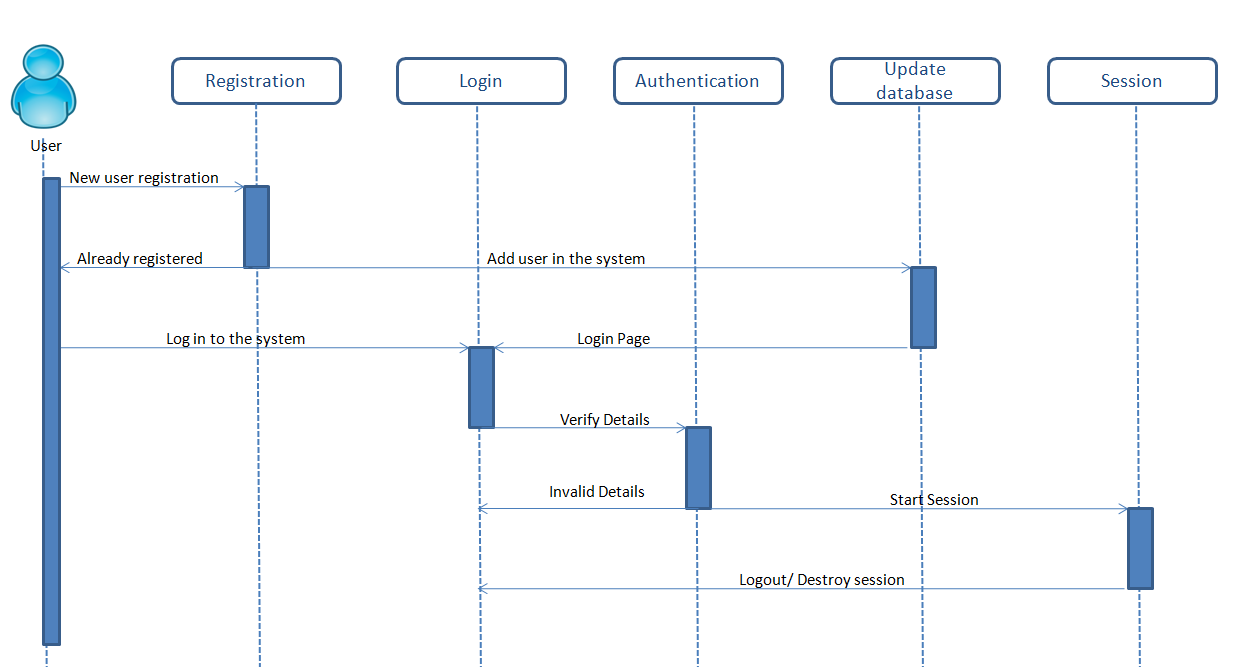 Registration
Login
Authentication
Update
database
Session
User
New user registration
Already registered
Add user in the system
Log in to the system
Login Page
Verify Details
Invalid Details
Start Session
Logout/ Destroy session